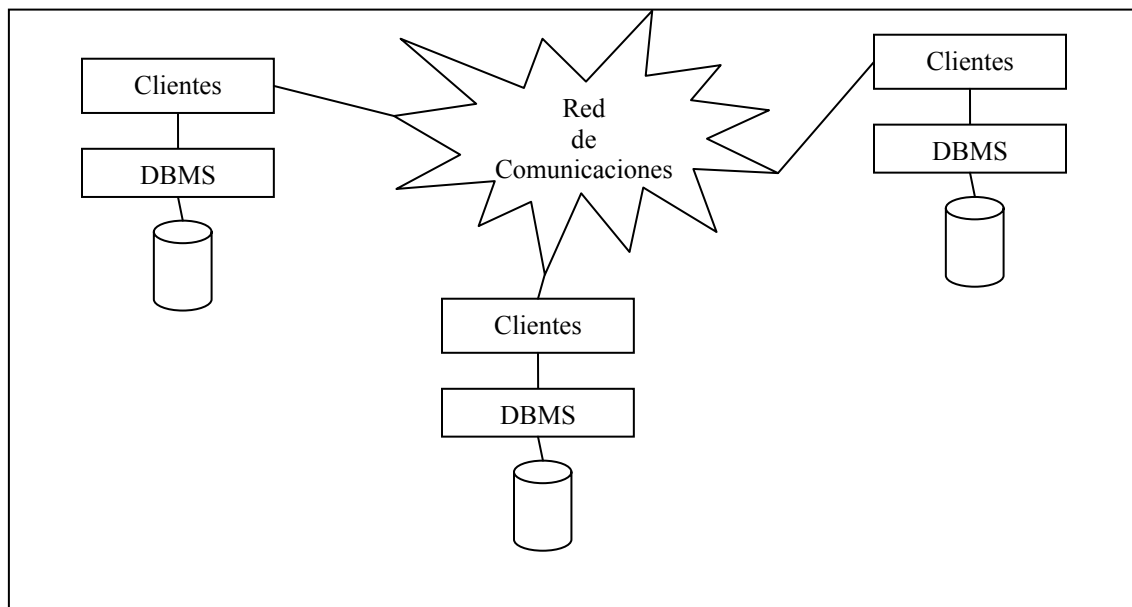 Clientes
DBMS
Red
de
Comunicaciones
Clientes
DBMS
Clientes
DBMS